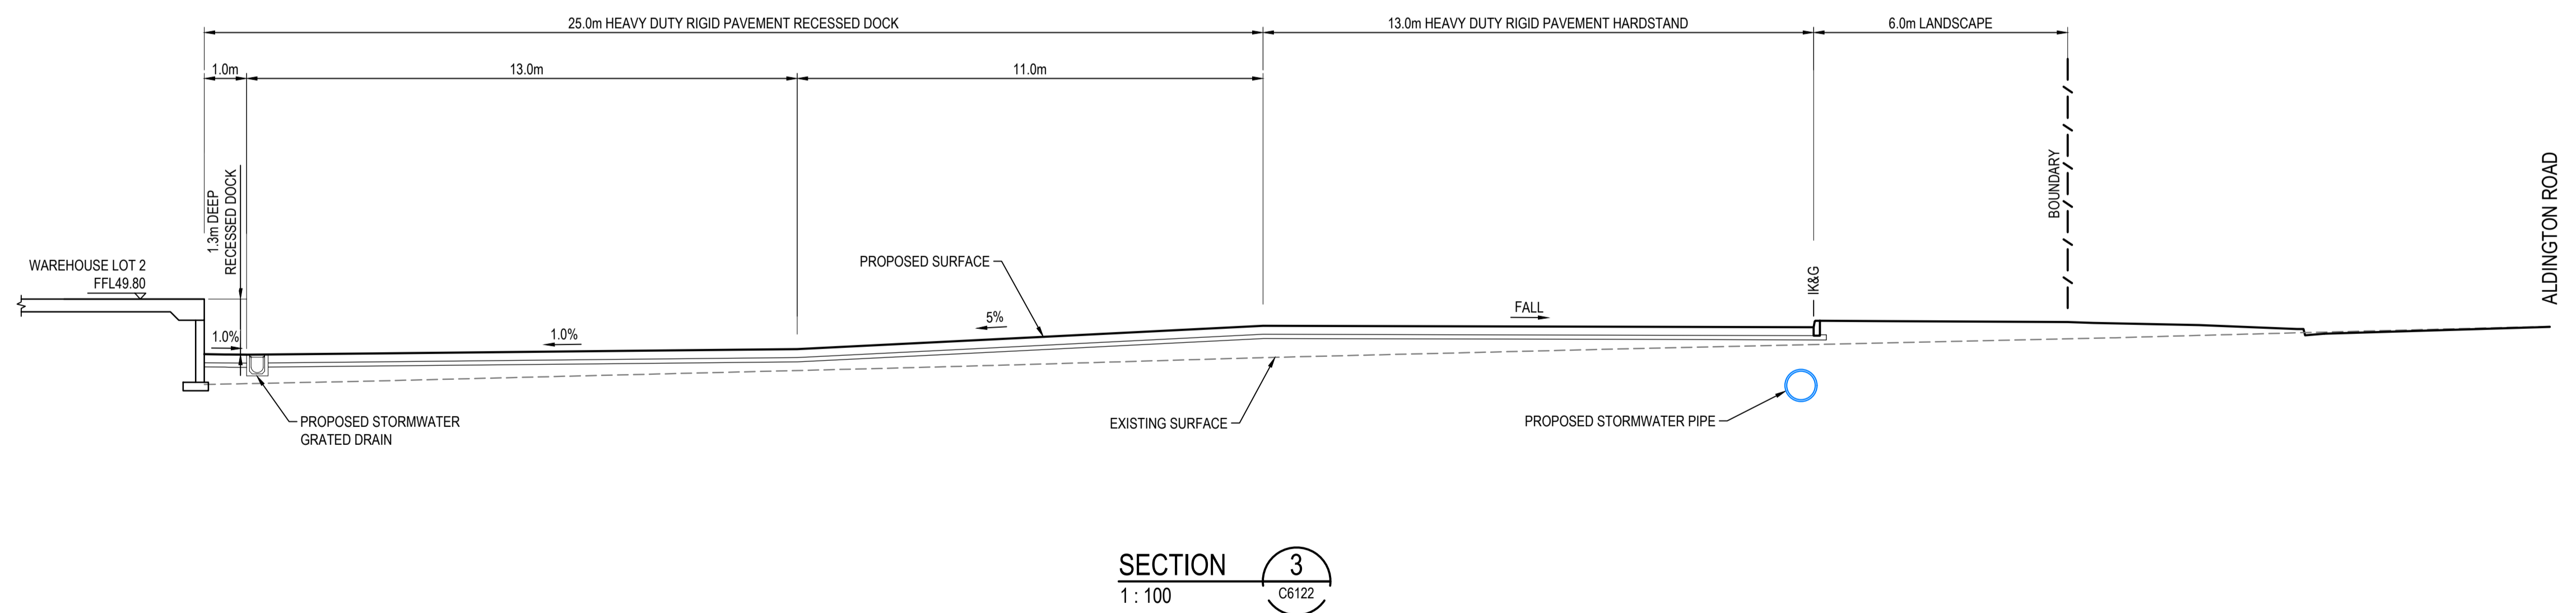 25.0m HEAVY DUTY RIGID PAVEMENT RECESSED DOCK
13.0m HEAVY DUTY RIGID PAVEMENT HARDSTAND
6.0m LANDSCAPE
1.0m
13.0m
11.0m
1.3m DEEP
RECESSED DOCK
BOUNDARY
ALDINGTON ROAD
WAREHOUSE LOT 2
FFL49.80
PROPOSED SURFACE
IK&G
1.0%
1.0%
5%
FALL
PROPOSED STORMWATER
GRATED DRAIN
EXISTING SURFACE
PROPOSED STORMWATER PIPE
SECTION
1 : 100
3
C6122